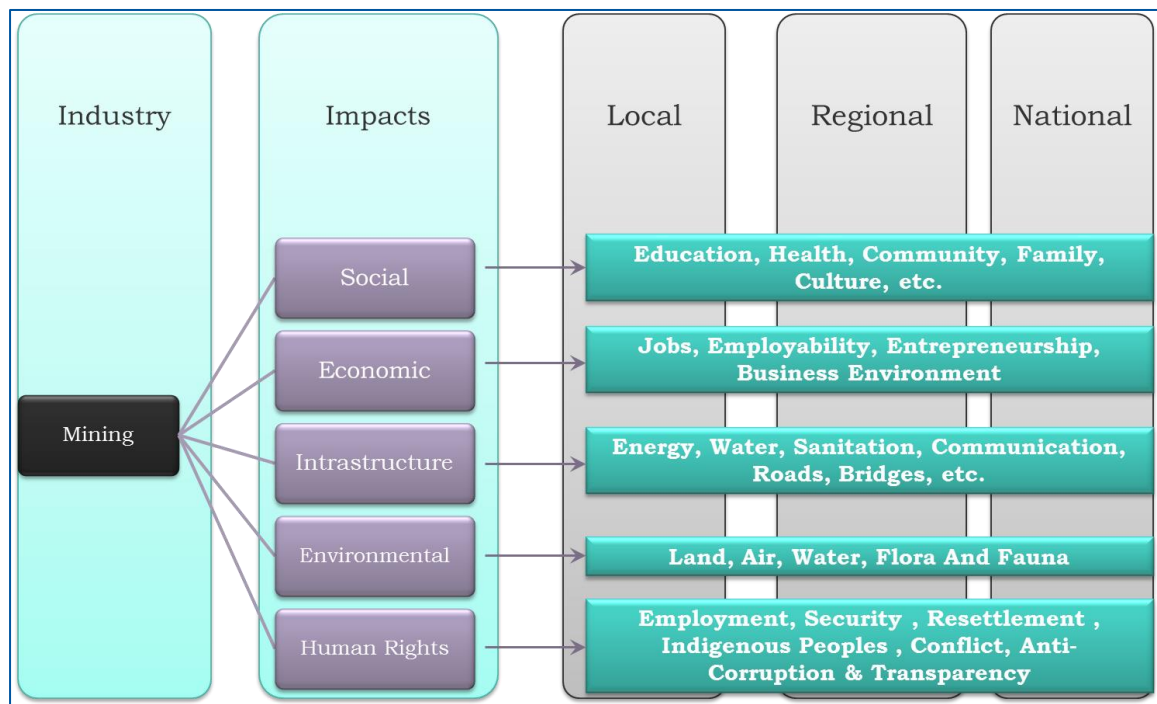 Industry
Impacts
Local
Regional
National
Mining
Social
Education, Health, Community, Family,
Culture, etc.
Economic
Jobs, Employability, Entrepreneurship,
Business Environment
Intrastructure
Energy, Water, Sanitation, Communication,
Roads, Bridges, etc.
Environmental
Land, Air, Water, Flora And Fauna
Human Rights
Employment, Security , Resettlement ,
Indigenous Peoples , Conflict, Anti-
Corruption & Transparency